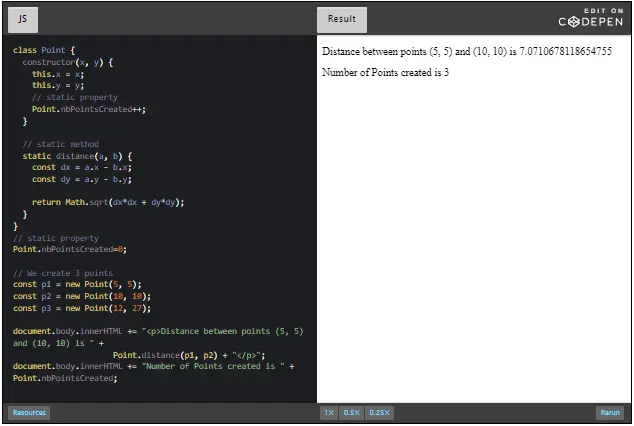 JS
Result
EDIT ON
CODEPEN
class Point {
constructor(x, y) {
this.x = x;
this.y = y;
// static property
Point.nbPointsCreated++;
}
// static method
static distance(a, b) {
const dx = a.x - b.x;
const dy = a.y - b.y;
return Math.sqrt(dx*dx + dy*dy);
}
}
// static property
Point.nbPointsCreated=0;
// We create 3 points
const p1 = new Point(5, 5);
const p2 = new Point(10, 10);
const p3 = new Point(12, 27);
document.body.innerHTML += "<p>Distance between points (5, 5)
and (10, 10) is " +
Point.distance(p1, p2) + "</p>";
document.body.innerHTML += "Number of Points created is " +
Point.nbPointsCreated;
Distance between points (5, 5) and (10, 10) is 7.0710678118654755
Number of Points created is 3
Resources
1X 0.5X 0.25X
Rerun